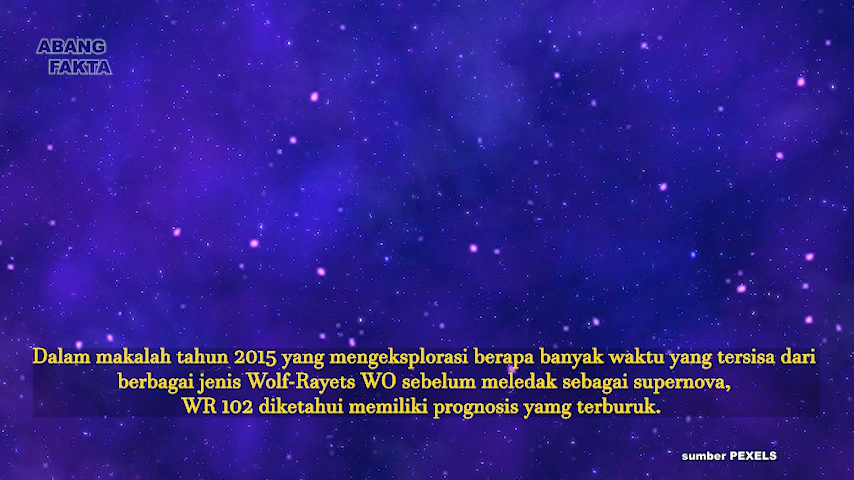 ABANG
FAKTA
Dalam makalah tahun 2015 yang mengeksplorasi berapa banyak waktu yang tersisa dari
berbagai jenis Wolf-Rayets WO sebelum meledak sebagai supernova,
WR 102 diketahui memiliki prognosis yamg terburuk.
sumber PEXELS